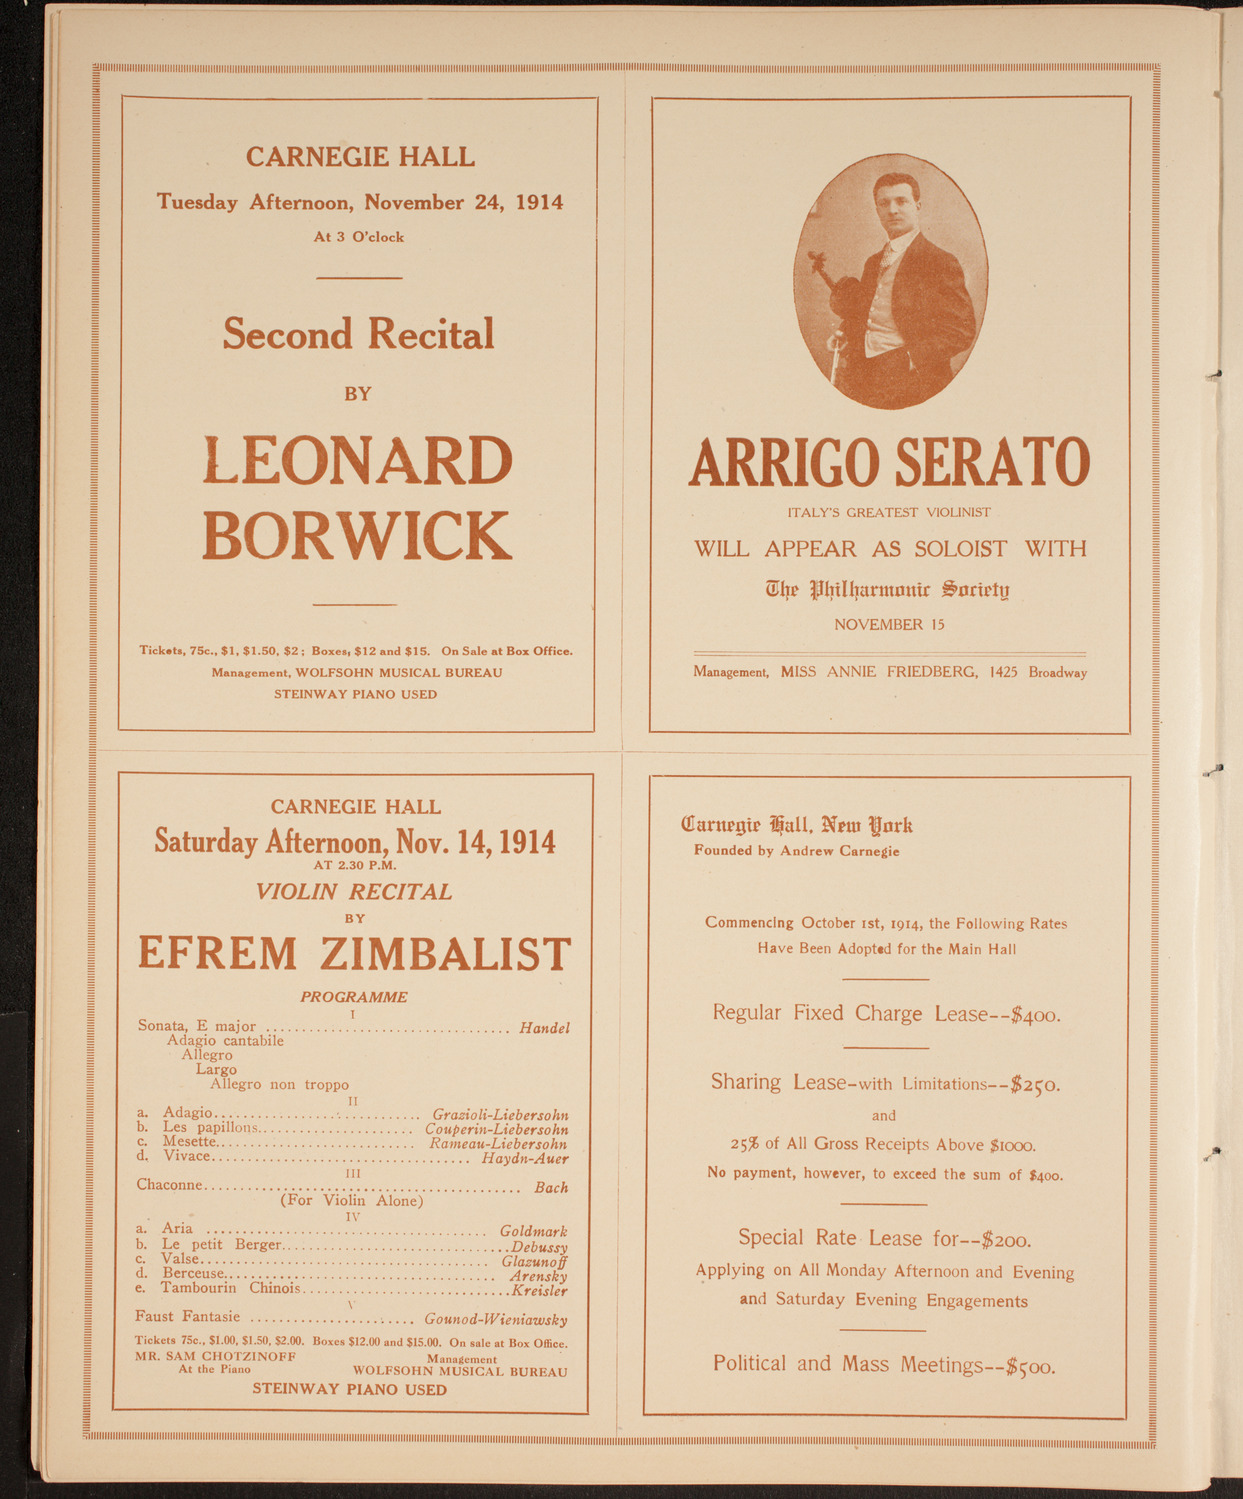 CARNEGIE HALL
Tuesday Afternoon, November 24, 1914
At 3 O'clock
Second Recital
BY
LEONARD
BORWICK
Tickets, 75c., $1, $1.50, $2; Boxes, $12 and $15. On Sale at Box Office.
Management, WOLFSOHN MUSICAL BUREAU
STEINWAY PIANO USED
ARRIGO SERATO
ITALY'S GREATEST VIOLINIST
WILL APPEAR AS SOLOIST WITH
The Philharmonic Society
NOVEMBER 15
Management, MISS ANNIE FRIEDBERG, 1425 Broadway
CARNEGIE HALL
Saturday Afternoon, Nov. 14, 1914
AT 2.30 P.M.
VIOLIN RECITAL
BY
EFREM ZIMBALIST
PROGRAMME
I
Sonata, E major ................................. Handel
Adagio cantabile
Allegro
Largo
Allegro non troppo
II
a. Adagio............................ Grazioli-Liebersohn
b. Les papillons...................... Couperin-Liebersohn
c. Mesette............................ Rameau-Liebersohn
d. Vivace.................................... Haydn-Auer
III
Chaconne............................................ Bach
(For Violin Alone)
IV
a. Aria ....................................... Goldmark
b. Le petit Berger................................Debussy
c. Valse........................................ Glazunoff
d. Berceuse...................................... Arensky
e. Tambourin Chinois.............................Kreisler
V
Faust Fantasie ....................... Gounod-Wieniawsky
Tickets 75c., $1.00, $1.50, $2.00. Boxes $12.00 and $15.00. On sale at Box Office.
MR. SAM CHOTZINOFF
At the Piano
Management
WOLFSOHN MUSICAL BUREAU
STEINWAY PIANO USED
Carnegie Hall, New York
Founded by Andrew Carnegie
Commencing October 1st, 1914, the Following Rates
Have Been Adopted for the Main Hall
Regular Fixed Charge Lease--$400.
Sharing Lease-with Limitations--$250.
and
25% of All Gross Receipts Above $1000.
No payment, however, to exceed the sum of $400.
Special Rate Lease for--$200.
Applying on All Monday Afternoon and Evening
and Saturday Evening Engagements
Political and Mass Meetings--$500.